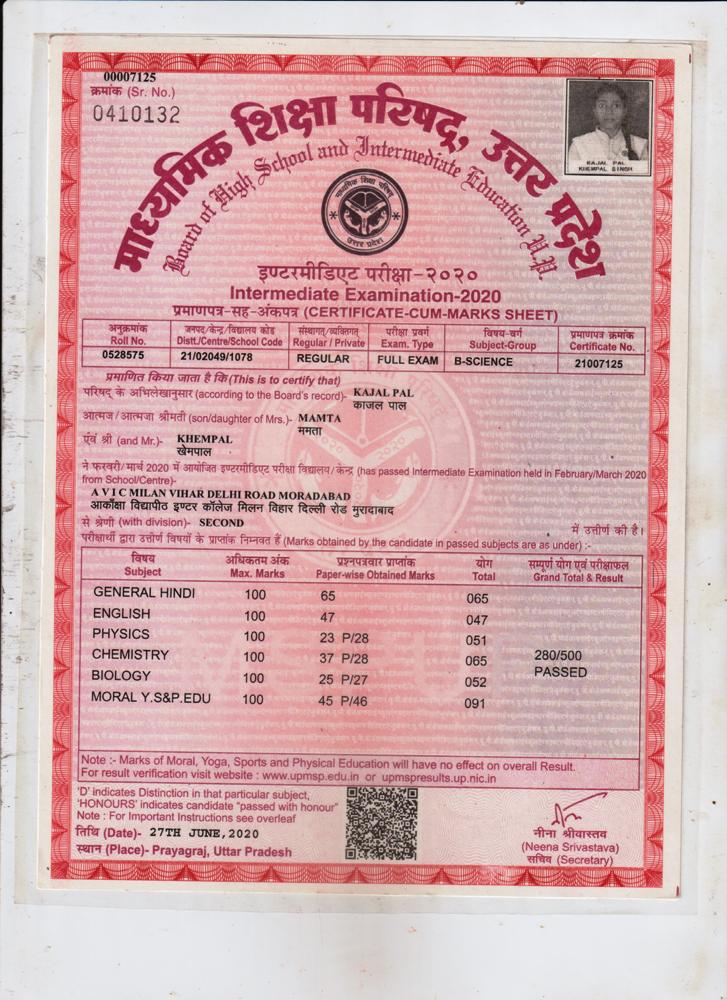 00007125
क्रमांक (Sr. No.)
0410132
माध्यमिक शिक्षा परिषद्, उत्तर प्रदेश
Board of High School and Intermediate Education U.P.
माध्यमिक शिक्षा परिषद
उत्तर प्रदेश
KAJAL PAL
KHEMPAL SINGH
इण्टरमीडिएट परीक्षा-२०२०
Intermediate Examination-2020
प्रमाणपत्र-सह-अंकपत्र (CERTIFICATE-CUM-MARKS SHEET)
अनुक्रमांक जनपद/केन्द्र/विद्यालय कोड संस्थागत/व्यक्तिगत परीक्षा प्रवर्ग विषय-वर्ग प्रमाणपत्र क्रमांक
Roll No. Distt./Centre/School Code Regular / Private Exam. Type Subject-Group Certificate No.
0528575 21/02049/1078 REGULAR FULL EXAM B-SCIENCE 21007125
प्रमाणित किया जाता है कि (This is to certify that)
परिषद के अभिलेखानुसार (according to the Board's record)- KAJAL PAL
काजल पाल
आत्मज/आत्मजा श्रीमती (son/daughter of Mrs.)- MAMTA
ममता
एवं श्री (and Mr.)- KHEMPAL
खेमपाल
ने फरवरी/मार्च 2020 में आयोजित इण्टरमीडिएट परीक्षा विद्यालय/केन्द्र (has passed Intermediate Examination held in February/March 2020
from School/Centre)-
A V I C MILAN VIHAR DELHI ROAD MORADABAD
आकाँक्षा विद्यापीठ इण्टर कॉलेज मिलन विहार दिल्ली रोड मुरादाबाद
से श्रेणी (with division)- SECOND में उत्तीर्ण की है।
परीक्षार्थी द्वारा उत्तीर्ण विषयों के प्राप्तांक निम्नवत हैं (Marks obtained by the candidate in passed subjects are as under) :-
विषय अधिकतम अंक प्रश्नपत्रवार प्राप्तांक योग सम्पूर्ण योग एवं परीक्षाफल
Subject Max. Marks Paper-wise Obtained Marks Total Grand Total & Result
GENERAL HINDI 100 65 065
ENGLISH 100 47 047
PHYSICS 100 23 P/28 051
CHEMISTRY 100 37 P/28 065 280/500
BIOLOGY 100 25 P/27 052 PASSED
MORAL Y.S&P.EDU 100 45 P/46 091
Note :- Marks of Moral, Yoga, Sports and Physical Education will have no effect on overall Result.
For result verification visit website : www.upmsp.edu.in or upmspresults.up.nic.in
'D' indicates Distinction in that particular subject,
'HONOURS' indicates candidate "passed with honour"
Note : For Important Instructions see overleaf
तिथि (Date)- 27TH JUNE,2020
स्थान (Place)- Prayagraj, Uttar Pradesh
नीना श्रीवास्तव
(Neena Srivastava)
सचिव (Secretary)